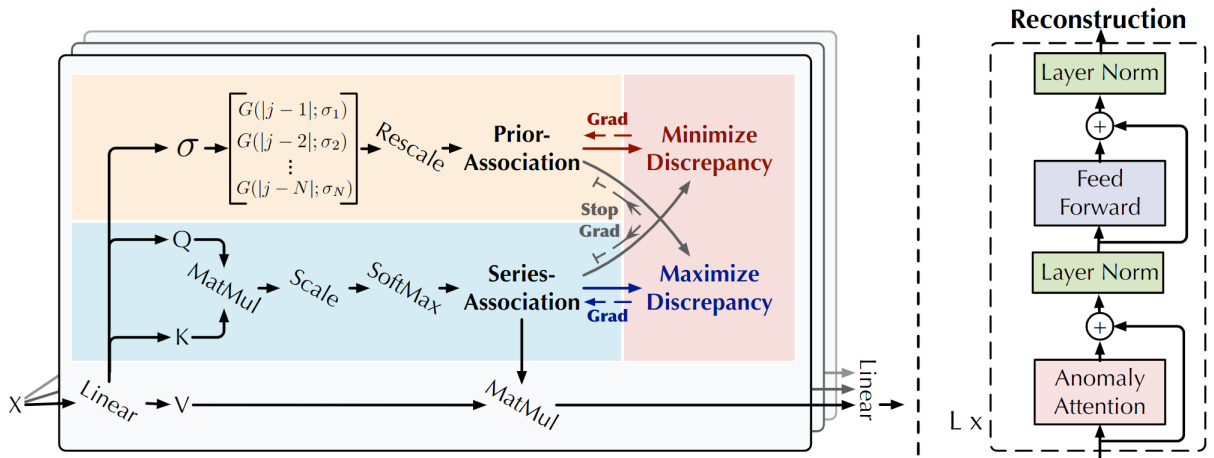 X
Linear
σ
G(|j − 1|; σ₁)
G(|j − 2|; σ₂)
⋮
G(|j − N|; σ_N)
Rescale
Prior-
Association
Grad
Minimize
Discrepancy
Stop
Grad
Q
K
MatMul
Scale
SoftMax
Series-
Association
Grad
Maximize
Discrepancy
V
MatMul
Linear
Reconstruction
Layer Norm
+
Feed
Forward
Layer Norm
+
Anomaly
Attention
L x